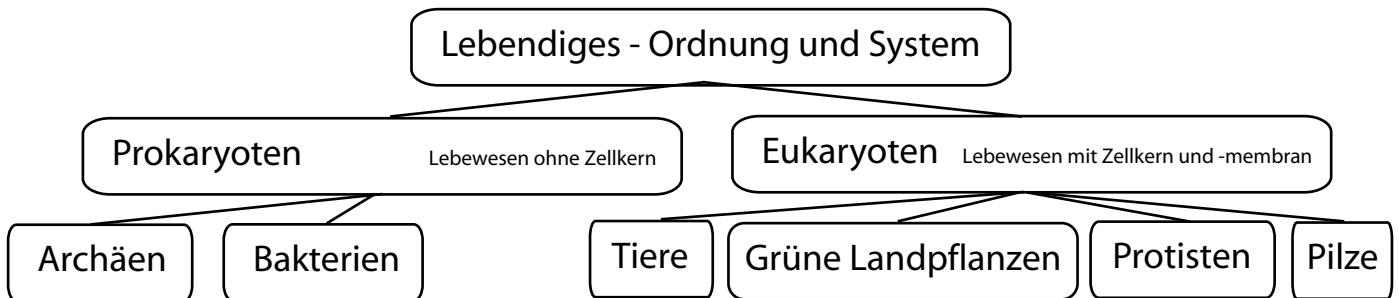 Lebendiges - Ordnung und System
Prokaryoten Lebewesen ohne Zellkern
Eukaryoten Lebewesen mit Zellkern und -membran
Archäen
Bakterien
Tiere
Grüne Landpflanzen
Protisten
Pilze